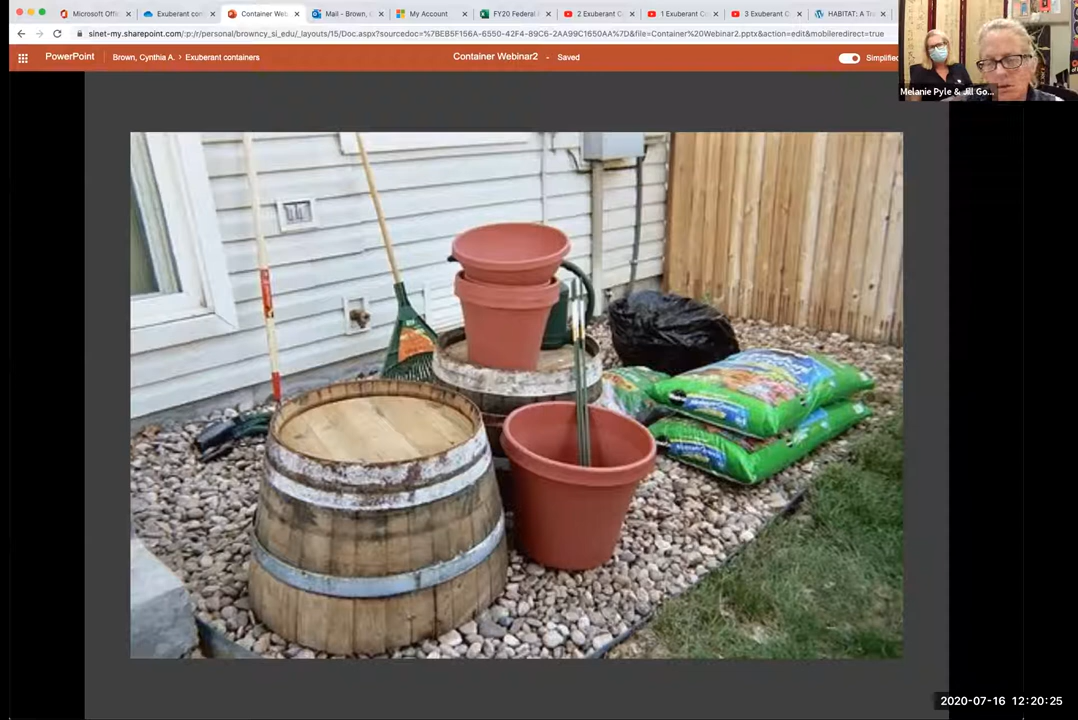 Microsoft Offi
Exuberant con
Container Web
Mail - Brown, C
My Account
FY20 Federal F
2 Exuberant C
1 Exuberant Co
3 Exuberant C
HABITAT: A Tr
sinet-my.sharepoint.com/:p:/r/personal/browncy_si_edu/_layouts/15/Doc.aspx?sourcedoc=%7BEB5F156A-6550-42F4-89C6-2AA99C1650AA%7D&file=Container%20Webinar2.pptx&action=edit&mobileredirect=true
PowerPoint
Brown, Cynthia A. › Exuberant containers
Container Webinar2 - Saved
Simplified
Melanie Pyle & Jill Go...
2020-07-16 12:20:25